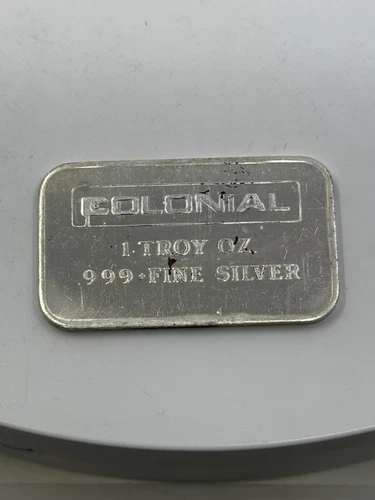 COLONIAL
1 TROY OZ.
999+FINE SILVER